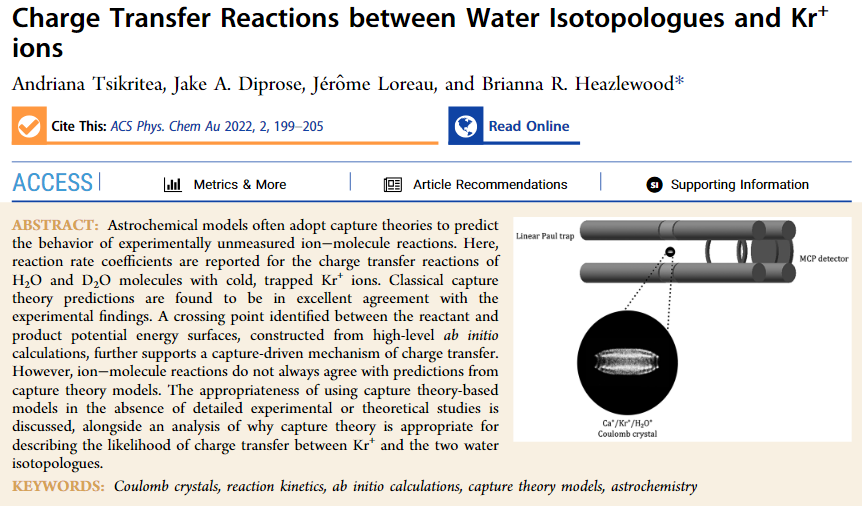 Charge Transfer Reactions between Water Isotopologues and Kr⁺
ions
Andriana Tsikritea, Jake A. Diprose, Jérôme Loreau, and Brianna R. Heazlewood*
Cite This: ACS Phys. Chem Au 2022, 2, 199−205
Read Online
ACCESS
Metrics & More
Article Recommendations
SI Supporting Information
ABSTRACT: Astrochemical models often adopt capture theories to predict
the behavior of experimentally unmeasured ion−molecule reactions. Here,
reaction rate coefficients are reported for the charge transfer reactions of
H₂O and D₂O molecules with cold, trapped Kr⁺ ions. Classical capture
theory predictions are found to be in excellent agreement with the
experimental findings. A crossing point identified between the reactant and
product potential energy surfaces, constructed from high-level ab initio
calculations, further supports a capture-driven mechanism of charge transfer.
However, ion−molecule reactions do not always agree with predictions from
capture theory models. The appropriateness of using capture theory-based
models in the absence of detailed experimental or theoretical studies is
discussed, alongside an analysis of why capture theory is appropriate for
describing the likelihood of charge transfer between Kr⁺ and the two water
isotopologues.
Linear Paul trap
MCP detector
Ca⁺/Kr⁺/H₂O⁺
Coulomb crystal
KEYWORDS: Coulomb crystals, reaction kinetics, ab initio calculations, capture theory models, astrochemistry